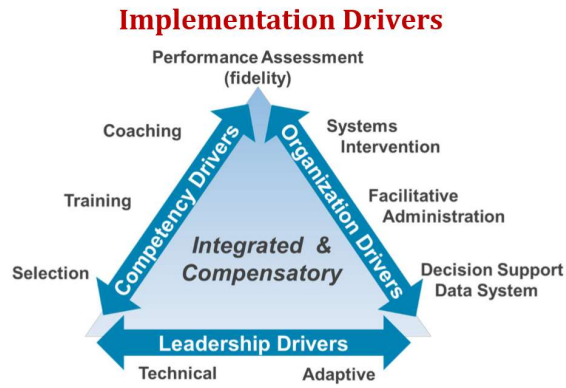 Implementation Drivers
Performance Assessment
(fidelity)
Coaching
Training
Selection
Competency Drivers
Systems
Intervention
Facilitative
Administration
Decision Support
Data System
Organization Drivers
Integrated &
Compensatory
Leadership Drivers
Technical
Adaptive